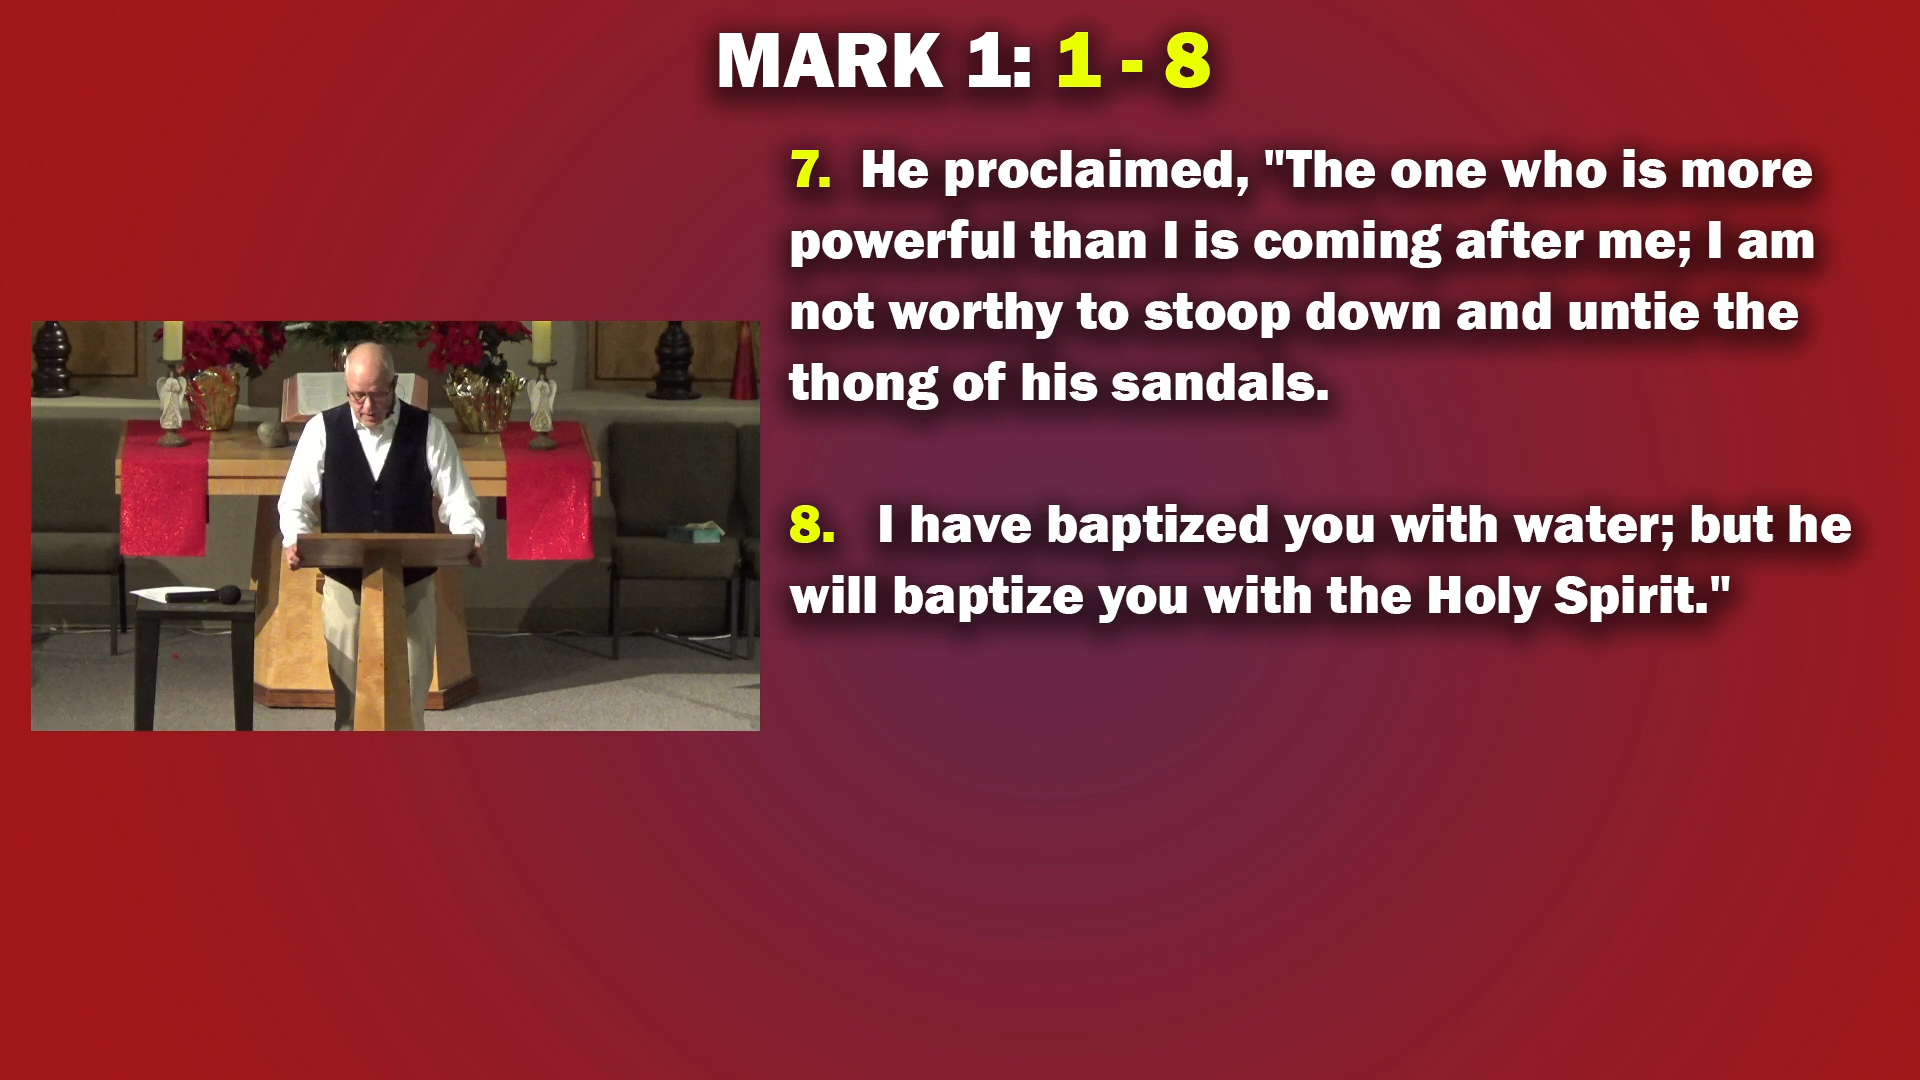 MARK 1: 1 - 8
7. He proclaimed, "The one who is more
powerful than I is coming after me; I am
not worthy to stoop down and untie the
thong of his sandals.
8. I have baptized you with water; but he
will baptize you with the Holy Spirit."